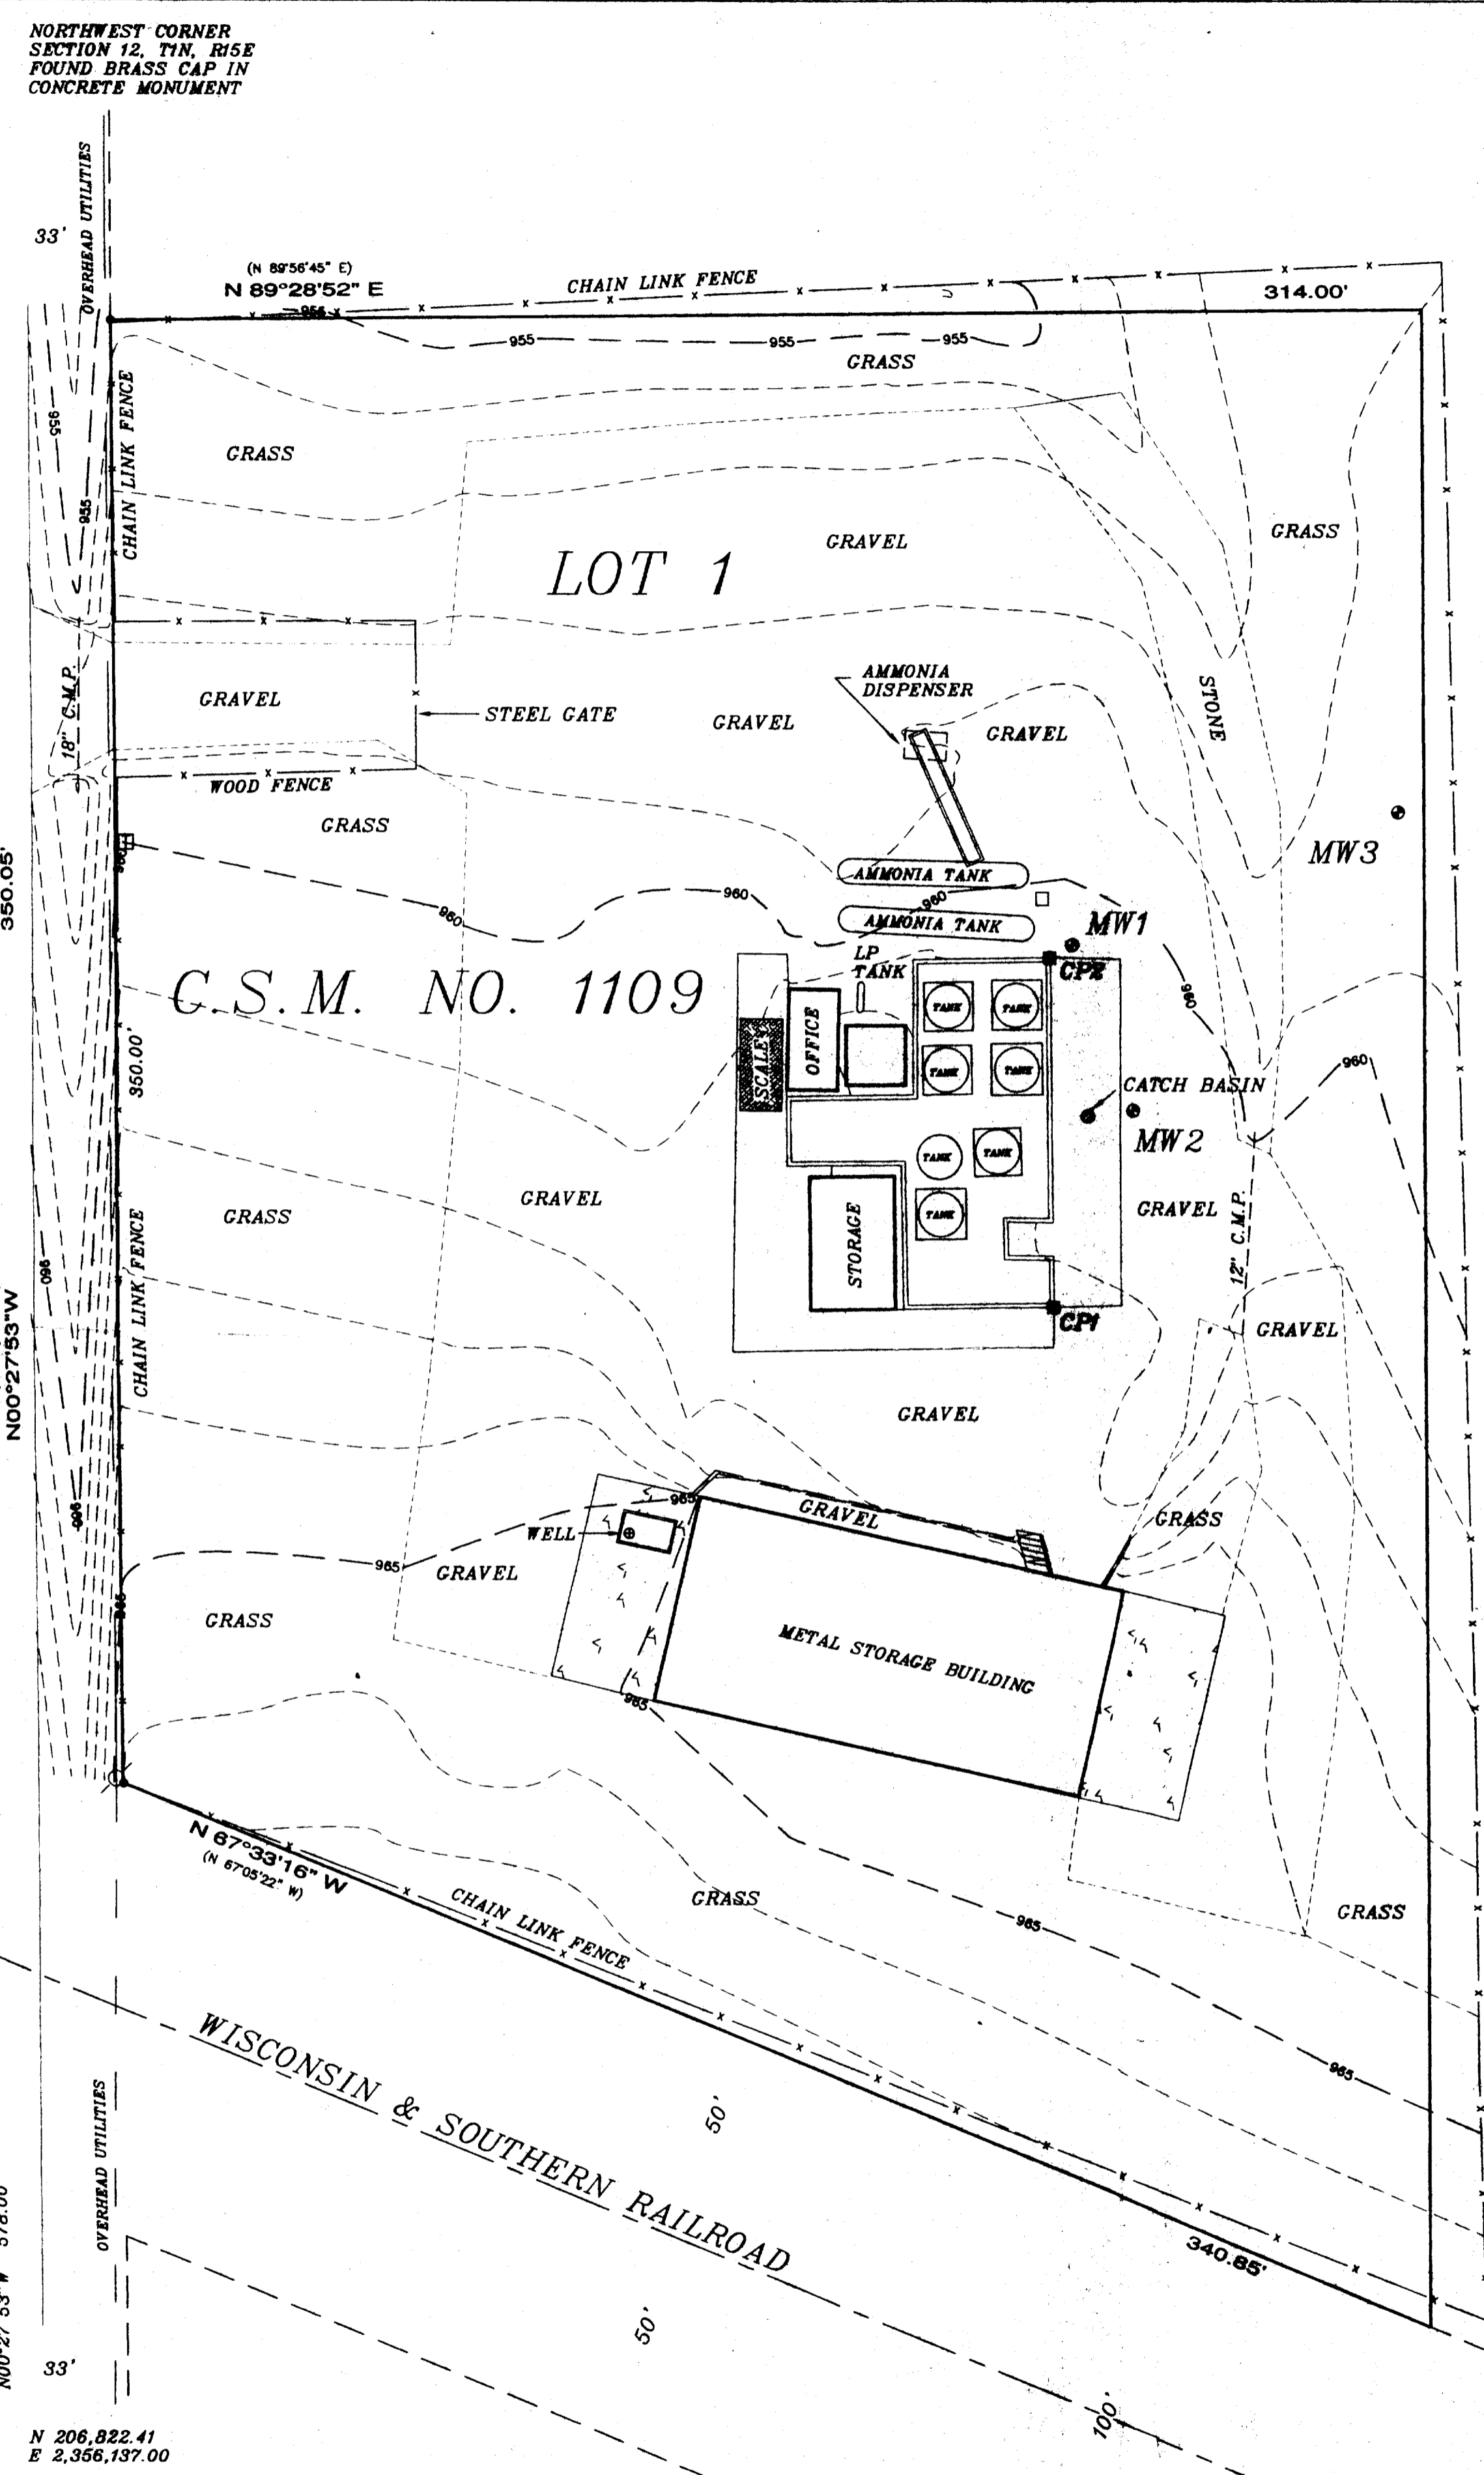 NORTHWEST CORNER
SECTION 12, T1N, R15E
FOUND BRASS CAP IN
CONCRETE MONUMENT
OVERHEAD UTILITIES
33'
(N 89°56'45" E)
N 89°28'52" E
CHAIN LINK FENCE
314.00'
955
955
955
GRASS
955
CHAIN LINK FENCE
GRASS
955
GRAVEL
GRASS
LOT 1
AMMONIA
DISPENSER
STONE
18" C.M.P.
GRAVEL
STEEL GATE
GRAVEL
GRAVEL
WOOD FENCE
GRASS
350.05'
MW3
AMMONIA TANK
960
960
960
AMMONIA TANK
MW1
LP
TANK
CP2
960
C.S.M. NO. 1109
TANK
TANK
OFFICE
SCALE
350.00'
TANK
TANK
960
CATCH BASIN
MW2
TANK
TANK
GRASS
GRAVEL
GRAVEL
TANK
STORAGE
12" C.M.P.
960
CHAIN LINK FENCE
N00°27'53"W
CP1
GRAVEL
GRAVEL
965
GRAVEL
GRASS
WELL
965
GRAVEL
965
GRASS
METAL STORAGE BUILDING
965
N 67°33'16" W
(N 67°05'22" W)
CHAIN LINK FENCE
GRASS
965
GRASS
965
WISCONSIN & SOUTHERN RAILROAD
50'
OVERHEAD UTILITIES
340.85'
50'
33'
100'
N 206,822.41
E 2,356,137.00